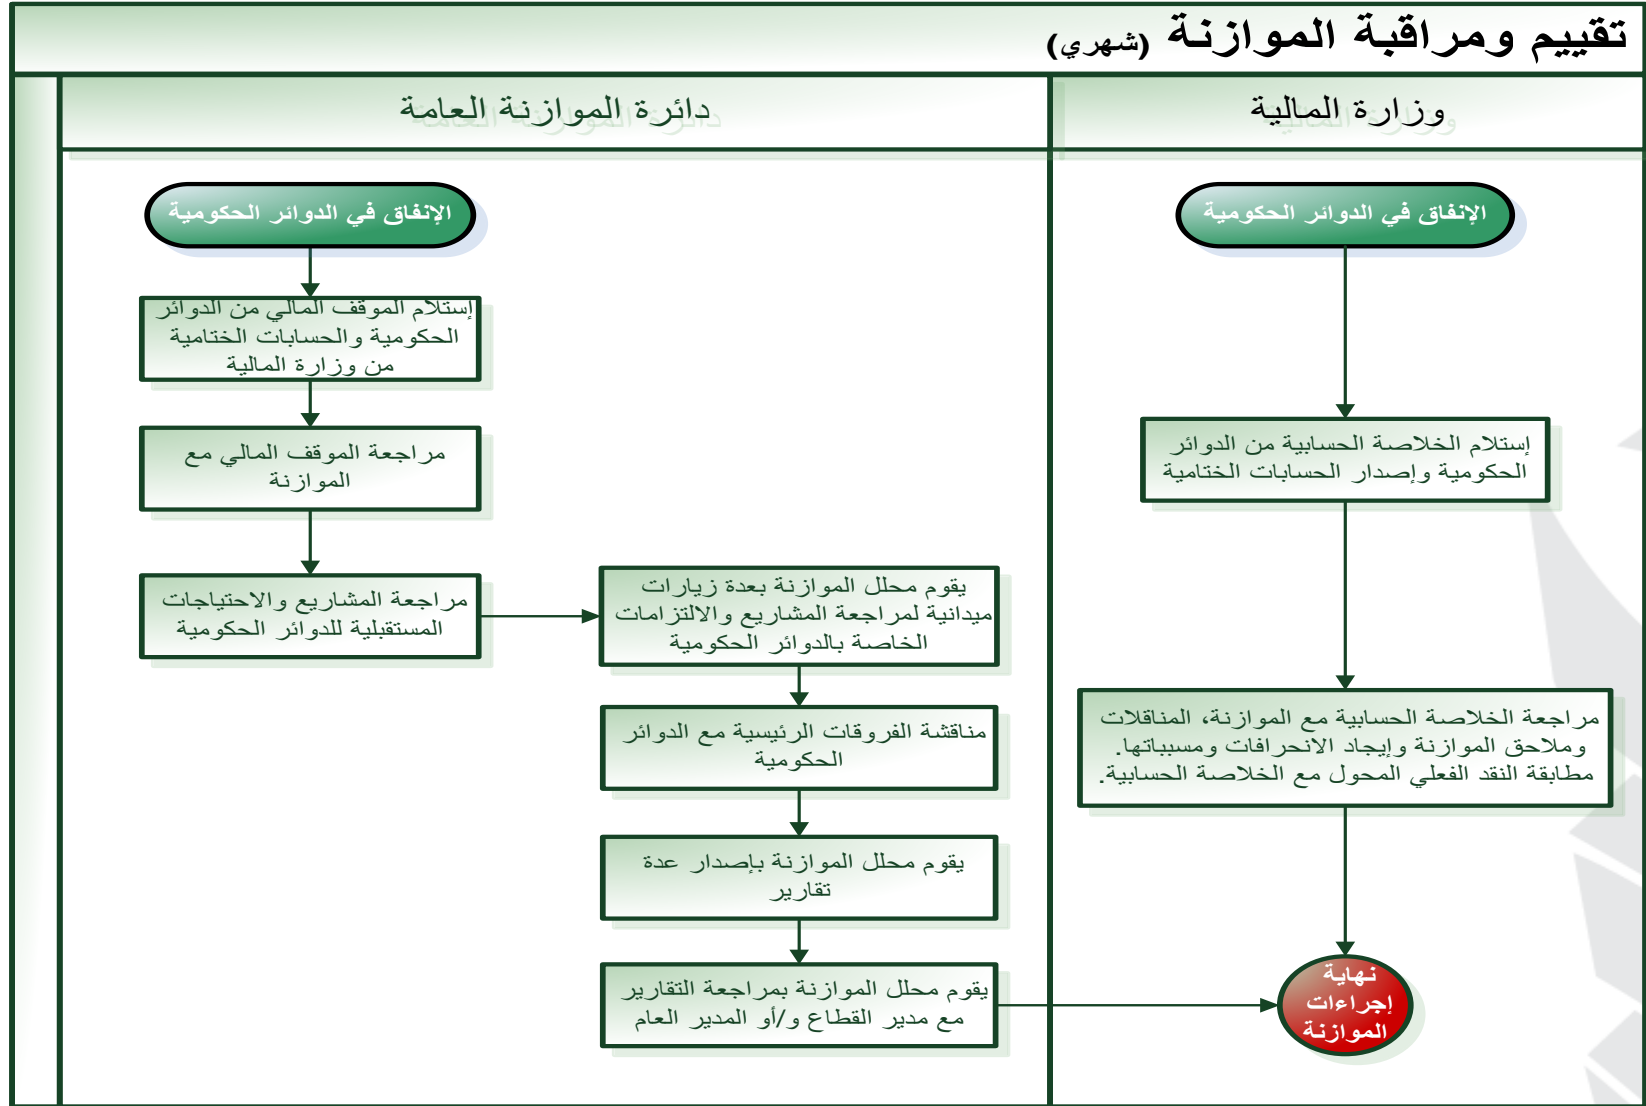 تقييم ومراقبة الموازنة (شهري)
وزارة المالية
دائرة الموازنة العامة
الإنفاق في الدوائر الحكومية
إستلام الخلاصة الحسابية من الدوائر
الحكومية وإصدار الحسابات الختامية
مراجعة الخلاصة الحسابية مع الموازنة، المناقلات
وملاحق الموازنة وإيجاد الانحرافات ومسبباتها.
مطابقة النقد الفعلي المحول مع الخلاصة الحسابية.
نهاية
إجراءات
الموازنة
الإنفاق في الدوائر الحكومية
إستلام الموقف المالي من الدوائر
الحكومية والحسابات الختامية
من وزارة المالية
مراجعة الموقف المالي مع
الموازنة
مراجعة المشاريع والاحتياجات
المستقبلية للدوائر الحكومية
يقوم محلل الموازنة بعدة زيارات
ميدانية لمراجعة المشاريع والالتزامات
الخاصة بالدوائر الحكومية
مناقشة الفروقات الرئيسية مع الدوائر
الحكومية
يقوم محلل الموازنة بإصدار عدة
تقارير
يقوم محلل الموازنة بمراجعة التقارير
مع مدير القطاع و/أو المدير العام